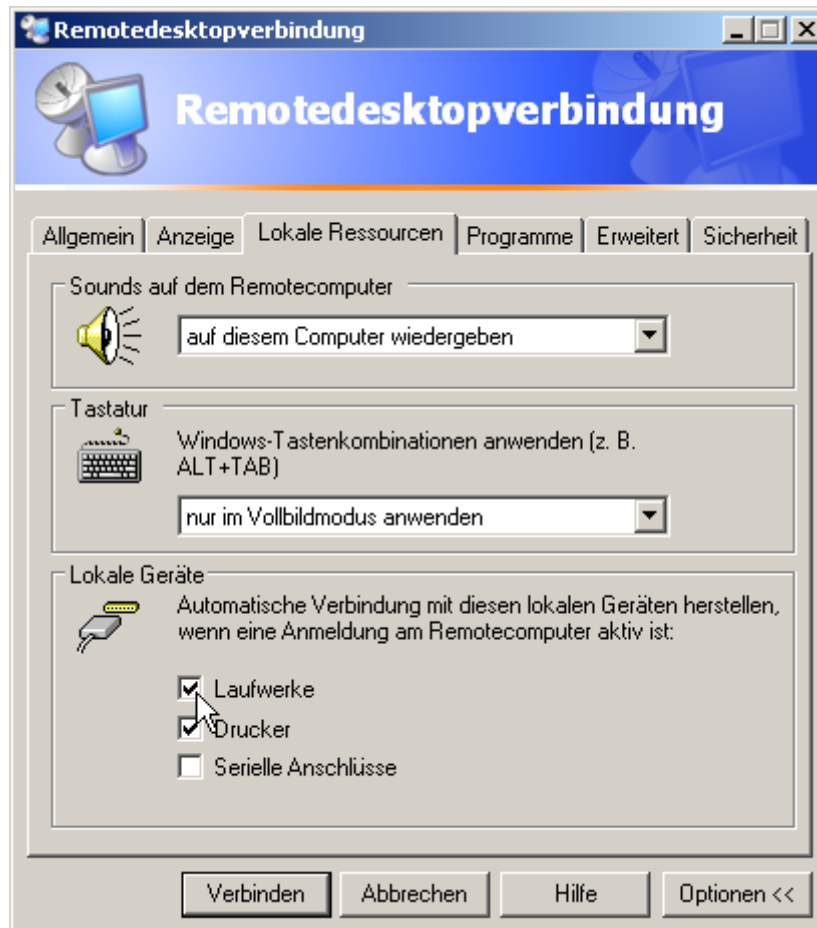 Remotedesktopverbindung
Remotedesktopverbindung
Allgemein Anzeige Lokale Ressourcen Programme Erweitert Sicherheit
Sounds auf dem Remotecomputer
auf diesem Computer wiedergeben
Tastatur
Windows-Tastenkombinationen anwenden (z. B.
ALT+TAB)
nur im Vollbildmodus anwenden
Lokale Geräte
Automatische Verbindung mit diesen lokalen Geräten herstellen,
wenn eine Anmeldung am Remotecomputer aktiv ist:
Laufwerke
Drucker
Serielle Anschlüsse
Verbinden Abbrechen Hilfe Optionen <<